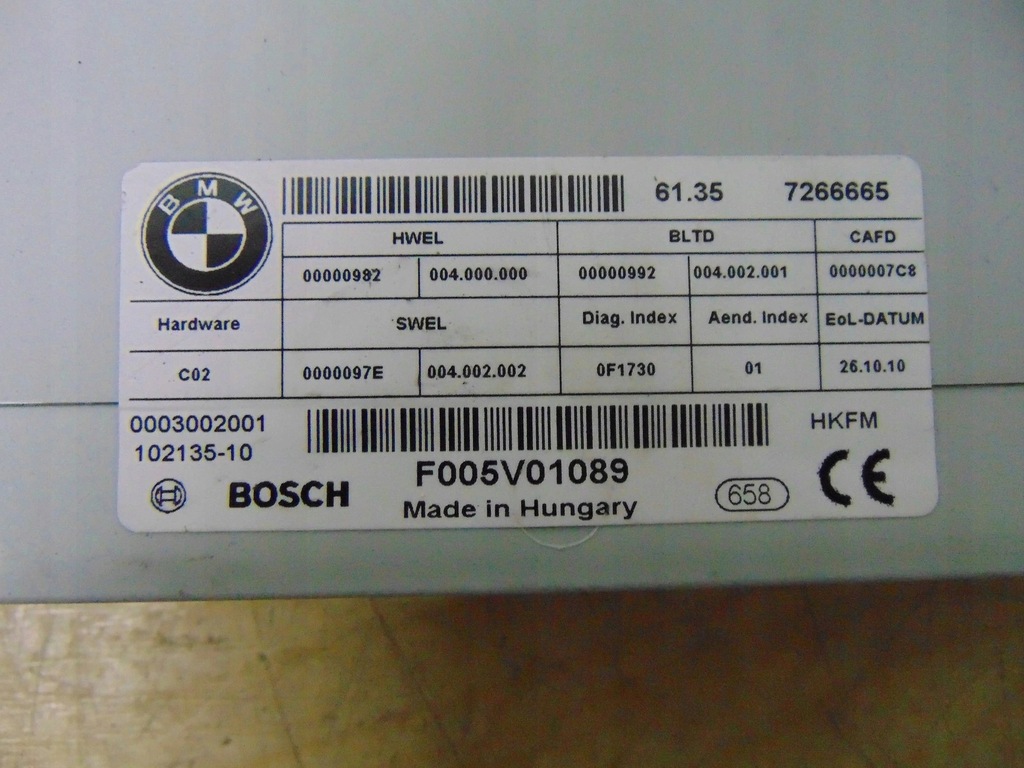 BMW
61.35 7266665
HWEL BLTD CAFD
00000982 004.000.000 00000992 004.002.001 0000007C8
Hardware SWEL Diag. Index Aend. Index EoL-DATUM
C02 0000097E 004.002.002 0F1730 01 26.10.10
0003002001
102135-10
HKFM
F005V01089
BOSCH Made in Hungary 658 CE